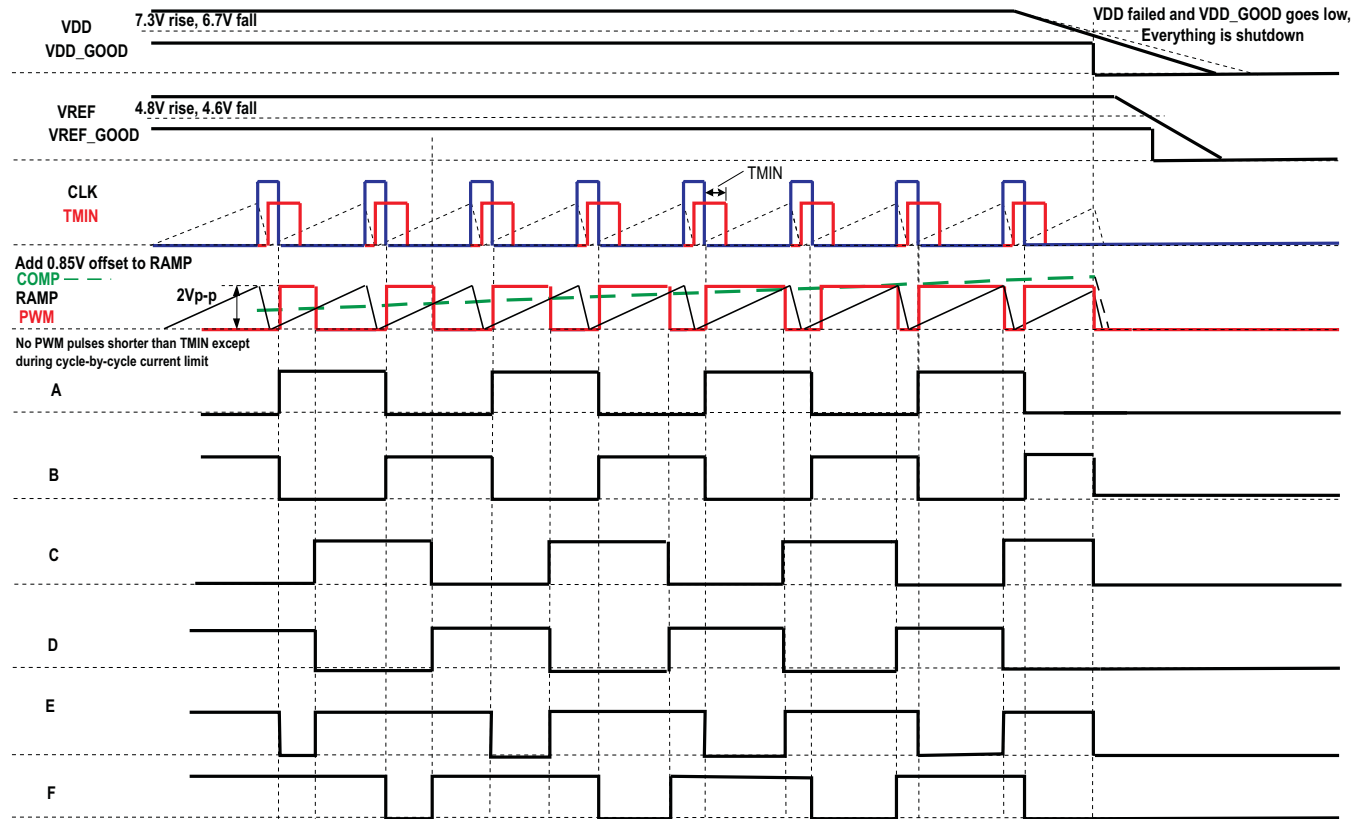 VDD
7.3V rise, 6.7V fall
VDD failed and VDD_GOOD goes low,
Everything is shutdown
VDD_GOOD
VREF
4.8V rise, 4.6V fall
VREF_GOOD
CLK
TMIN
TMIN
Add 0.85V offset to RAMP
COMP
RAMP
2Vp-p
PWM
No PWM pulses shorter than TMIN except
during cycle-by-cycle current limit
A
B
C
D
E
F